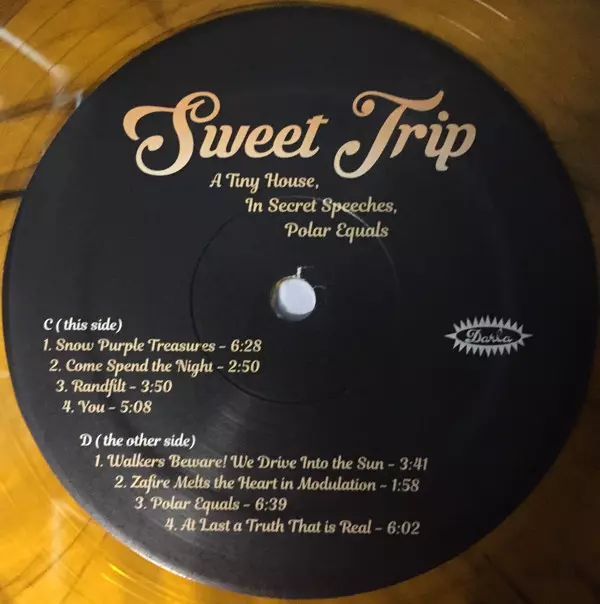 Sweet Trip
A Tiny House,
In Secret Speeches,
Polar Equals
C (this side)
1. Snow Purple Treasures - 6:28
2. Come Spend the Night - 2:50
3. Randfilt - 3:50
4. You - 5:08
Darla
D (the other side)
1. Walkers Beware! We Drive Into the Sun - 3:41
2. Zafire Melts the Heart in Modulation - 1:58
3. Polar Equals - 6:39
4. At Last a Truth That is Real - 6:02